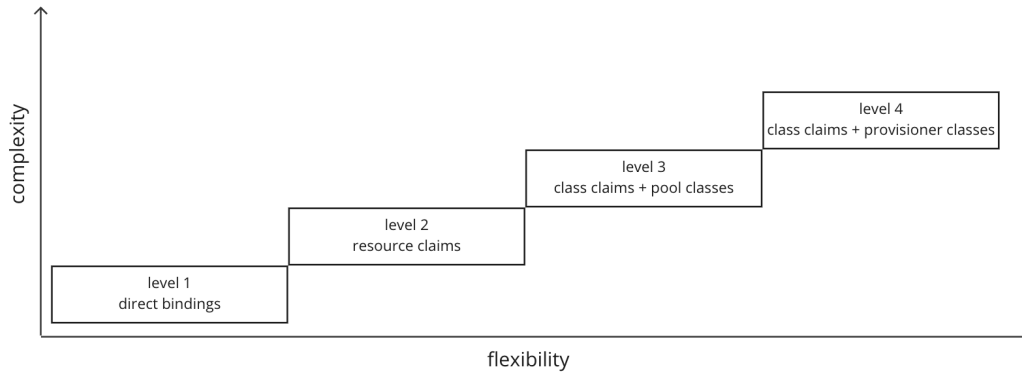 complexity
level 4
class claims + provisioner classes
level 3
class claims + pool classes
level 2
resource claims
level 1
direct bindings
flexibility